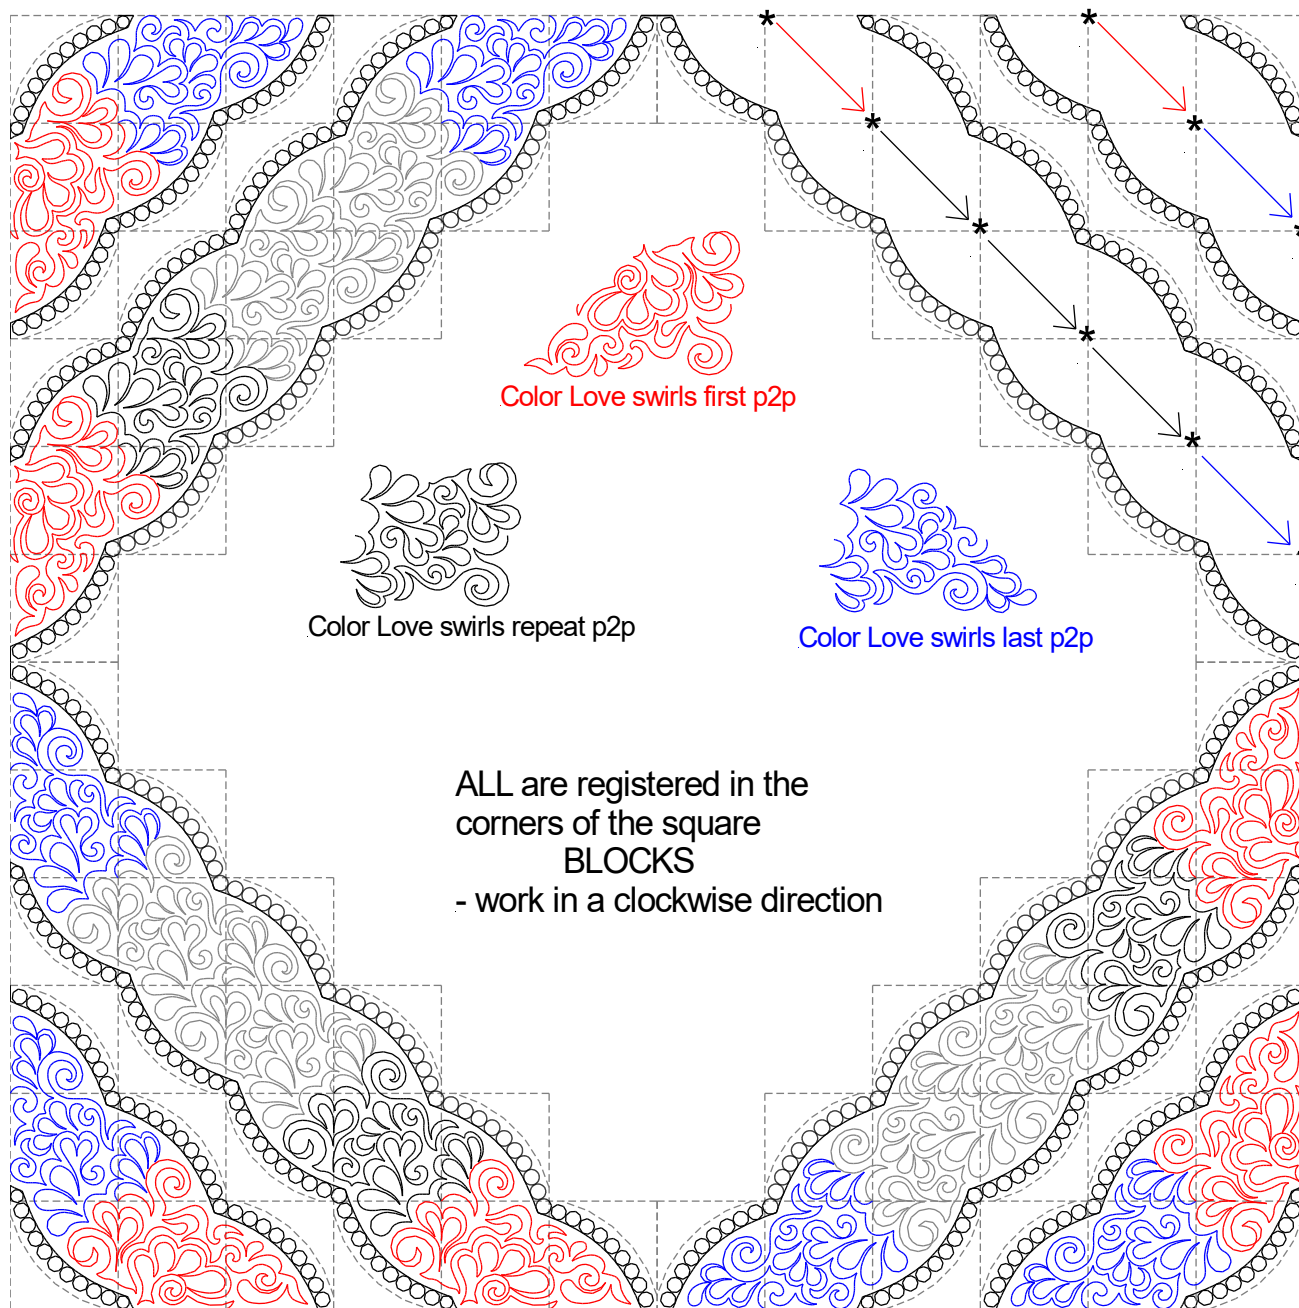 Color Love swirls first p2p
Color Love swirls repeat p2p
Color Love swirls last p2p
ALL are registered in the
corners of the square
BLOCKS
- work in a clockwise direction